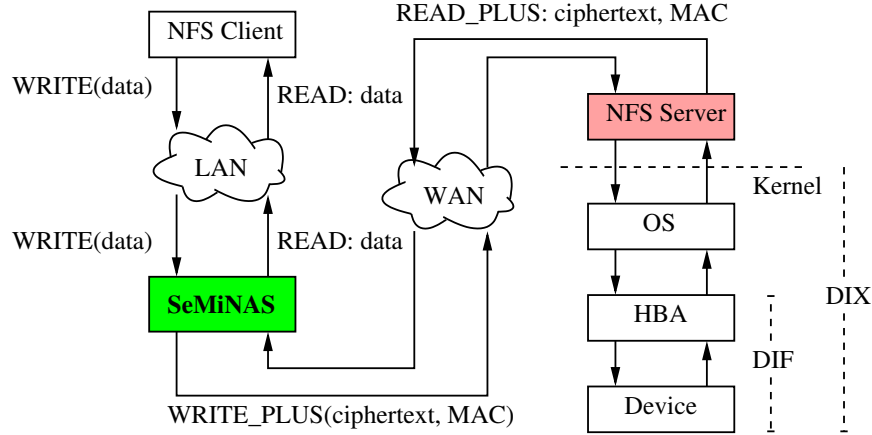 READ_PLUS: ciphertext, MAC
NFS Client
WRITE(data)
READ: data
NFS Server
LAN
WAN
Kernel
WRITE(data)
READ: data
OS
SeMiNAS
DIX
HBA
DIF
WRITE_PLUS(ciphertext, MAC)
Device